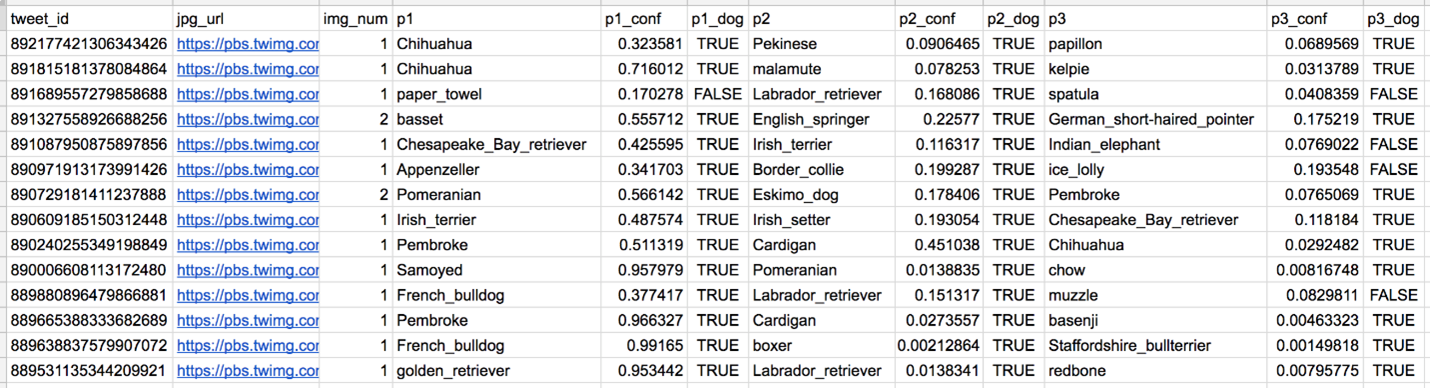 tweet_id jpg_url img_num p1 p1_conf p1_dog p2 p2_conf p2_dog p3 p3_conf p3_dog
892177421306343426 https://pbs.twimg.cor 1 Chihuahua 0.323581 TRUE Pekinese 0.0906465 TRUE papillon 0.0689569 TRUE
891815181378084864 https://pbs.twimg.cor 1 Chihuahua 0.716012 TRUE malamute 0.078253 TRUE kelpie 0.0313789 TRUE
891689557279858688 https://pbs.twimg.cor 1 paper_towel 0.170278 FALSE Labrador_retriever 0.168086 TRUE spatula 0.0408359 FALSE
891327558926688256 https://pbs.twimg.cor 2 basset 0.555712 TRUE English_springer 0.22577 TRUE German_short-haired_pointer 0.175219 TRUE
891087950875897856 https://pbs.twimg.cor 1 Chesapeake_Bay_retriever 0.425595 TRUE Irish_terrier 0.116317 TRUE Indian_elephant 0.0769022 FALSE
890971913173991426 https://pbs.twimg.cor 1 Appenzeller 0.341703 TRUE Border_collie 0.199287 TRUE ice_lolly 0.193548 FALSE
890729181411237888 https://pbs.twimg.cor 2 Pomeranian 0.566142 TRUE Eskimo_dog 0.178406 TRUE Pembroke 0.0765069 TRUE
890609185150312448 https://pbs.twimg.cor 1 Irish_terrier 0.487574 TRUE Irish_setter 0.193054 TRUE Chesapeake_Bay_retriever 0.118184 TRUE
890240255349198849 https://pbs.twimg.cor 1 Pembroke 0.511319 TRUE Cardigan 0.451038 TRUE Chihuahua 0.0292482 TRUE
890006608113172480 https://pbs.twimg.cor 1 Samoyed 0.957979 TRUE Pomeranian 0.0138835 TRUE chow 0.00816748 TRUE
889880896479866881 https://pbs.twimg.cor 1 French_bulldog 0.377417 TRUE Labrador_retriever 0.151317 TRUE muzzle 0.0829811 FALSE
889665388333682689 https://pbs.twimg.cor 1 Pembroke 0.966327 TRUE Cardigan 0.0273557 TRUE basenji 0.00463323 TRUE
889638837579907072 https://pbs.twimg.cor 1 French_bulldog 0.99165 TRUE boxer 0.00212864 TRUE Staffordshire_bullterrier 0.00149818 TRUE
889531135344209921 https://pbs.twimg.cor 1 golden_retriever 0.953442 TRUE Labrador_retriever 0.0138341 TRUE redbone 0.00795775 TRUE